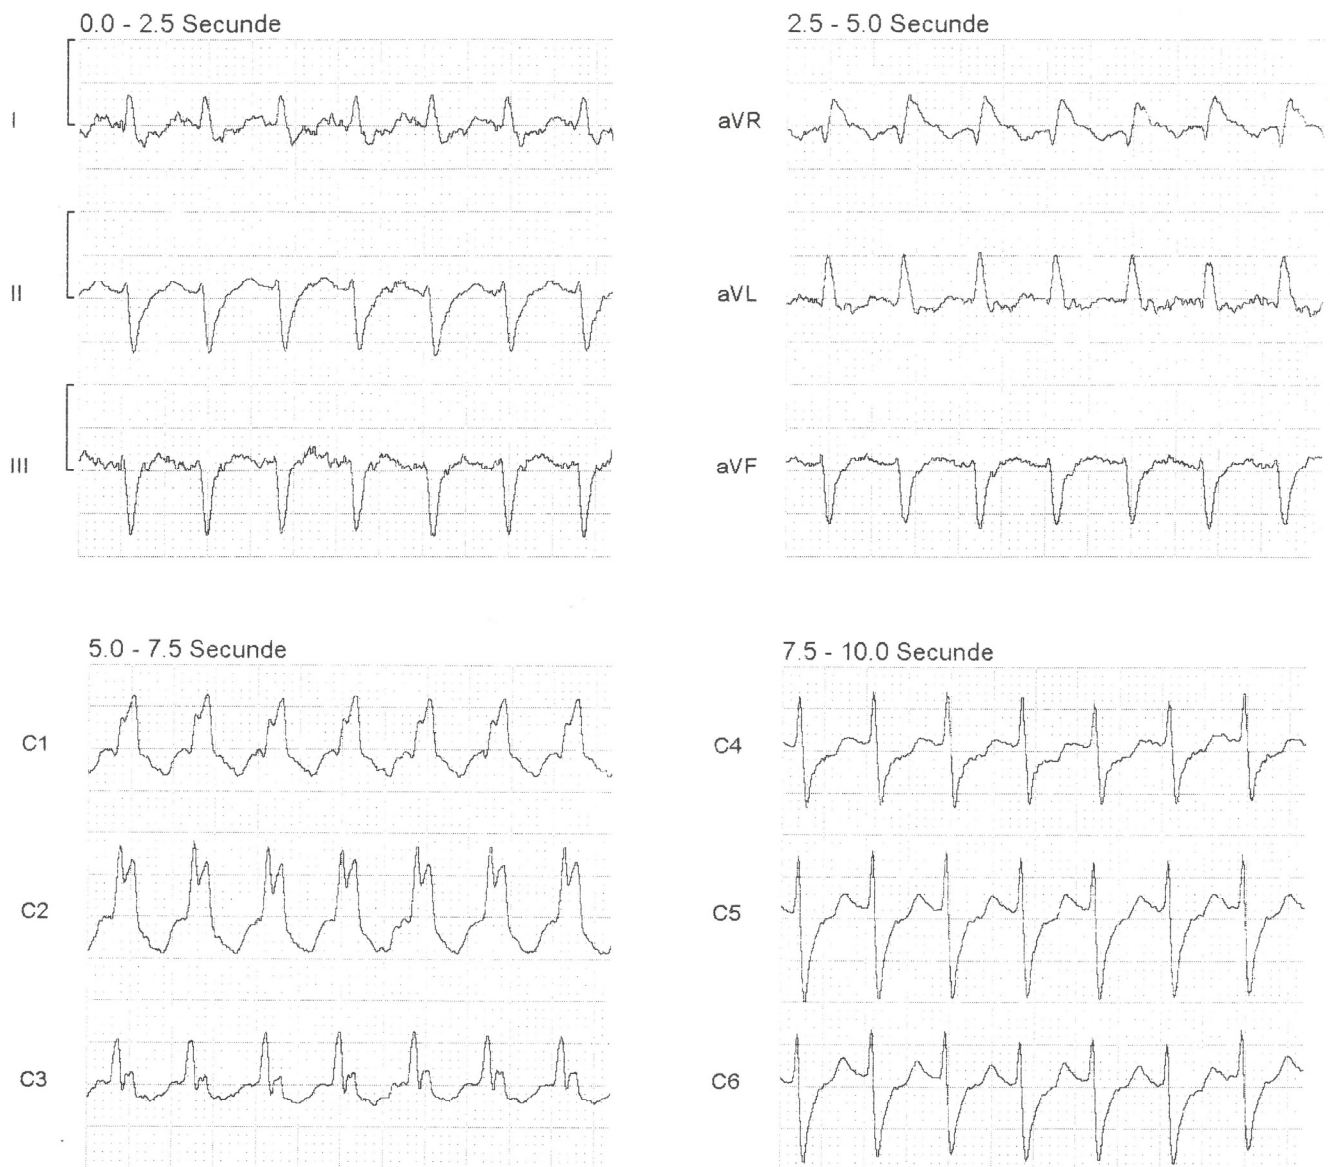 0.0 - 2.5 Secunde
I
II
III
2.5 - 5.0 Secunde
aVR
aVL
aVF
5.0 - 7.5 Secunde
C1
C2
C3
7.5 - 10.0 Secunde
C4
C5
C6